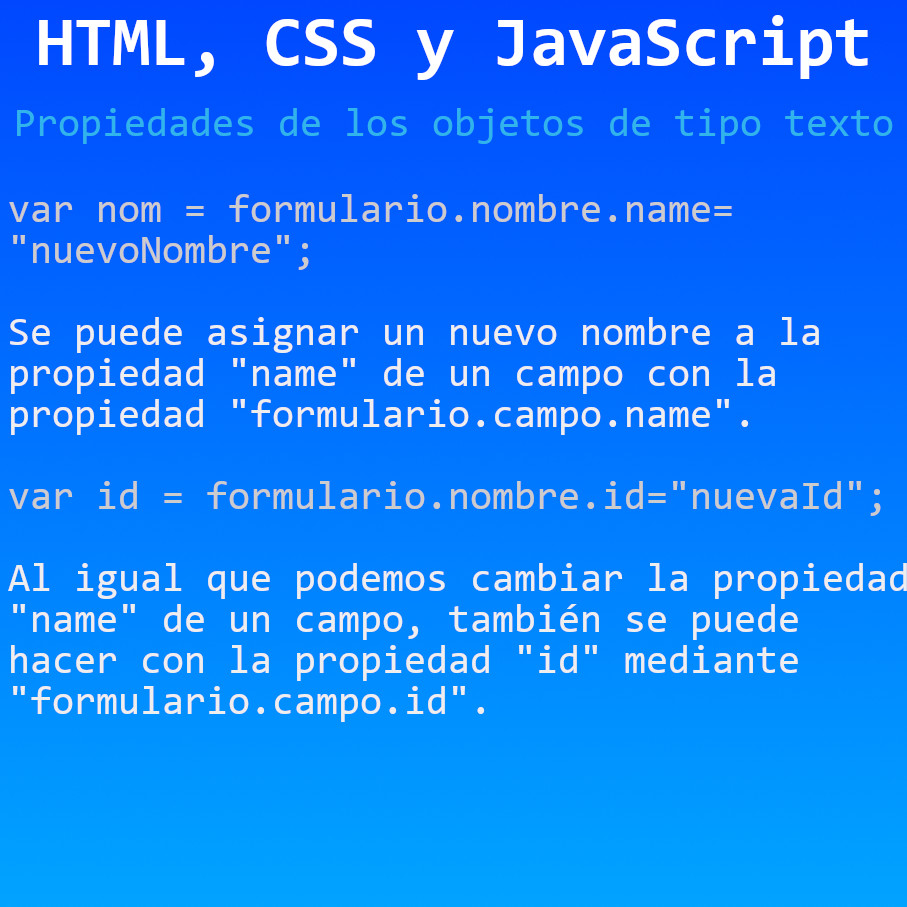 HTML, CSS y JavaScript
Propiedades de los objetos de tipo texto
var nom = formulario.nombre.name=
"nuevoNombre";
Se puede asignar un nuevo nombre a la
propiedad "name" de un campo con la
propiedad "formulario.campo.name".
var id = formulario.nombre.id="nuevaId";
Al igual que podemos cambiar la propiedad
"name" de un campo, también se puede
hacer con la propiedad "id" mediante
"formulario.campo.id".